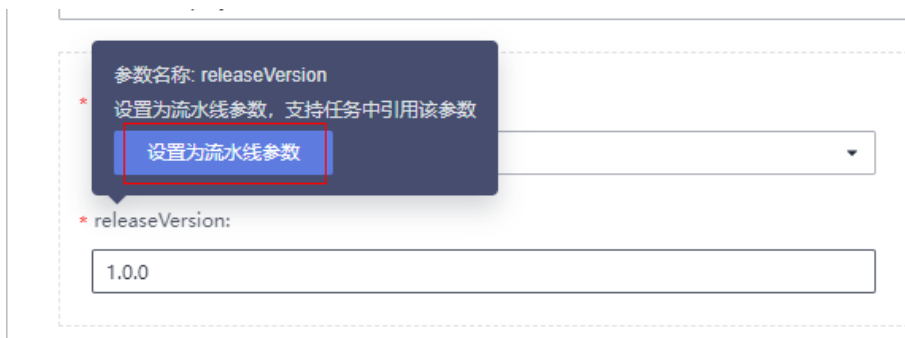 参数名称: releaseVersion
设置为流水线参数，支持任务中引用该参数
设置为流水线参数
*
* releaseVersion:
1.0.0